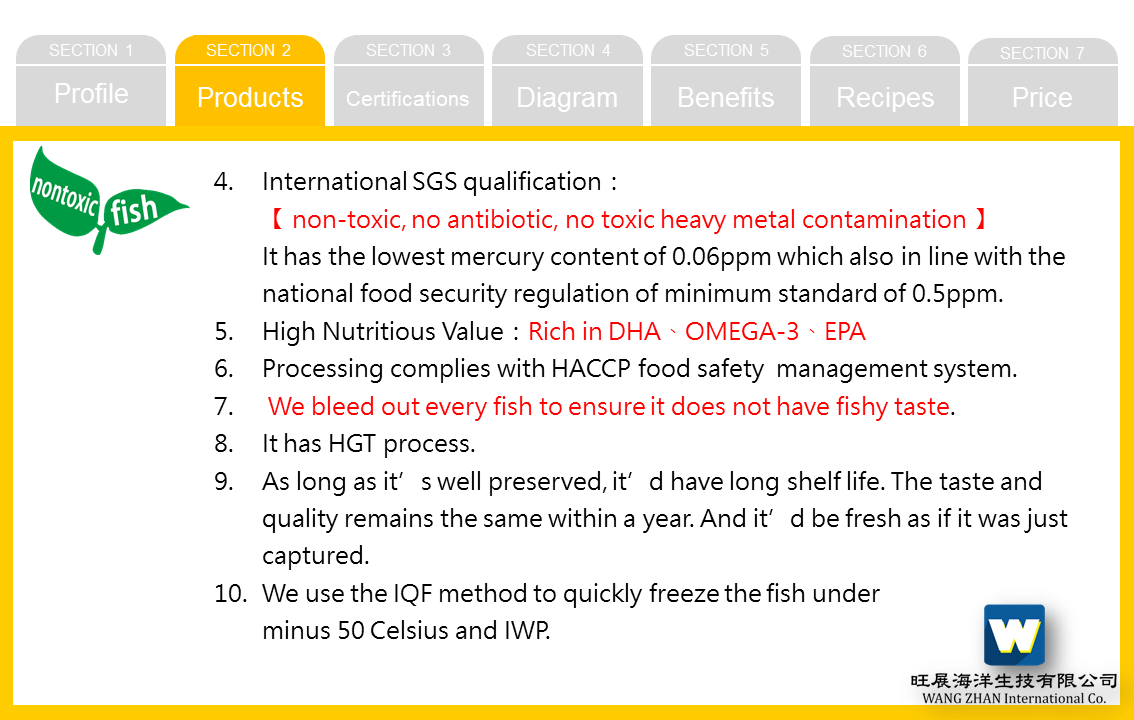 SECTION 1
Profile
SECTION 2
Products
SECTION 3
Certifications
SECTION 4
Diagram
SECTION 5
Benefits
SECTION 6
Recipes
SECTION 7
Price
nontoxic
fish
4. International SGS qualification：
【 non-toxic, no antibiotic, no toxic heavy metal contamination 】
It has the lowest mercury content of 0.06ppm which also in line with the
national food security regulation of minimum standard of 0.5ppm.
5. High Nutritious Value：Rich in DHA、OMEGA-3、EPA
6. Processing complies with HACCP food safety management system.
7. We bleed out every fish to ensure it does not have fishy taste.
8. It has HGT process.
9. As long as it’s well preserved, it’d have long shelf life. The taste and
quality remains the same within a year. And it’d be fresh as if it was just
captured.
10. We use the IQF method to quickly freeze the fish under
minus 50 Celsius and IWP.
W
旺展海洋生技有限公司
WANG ZHAN International Co.